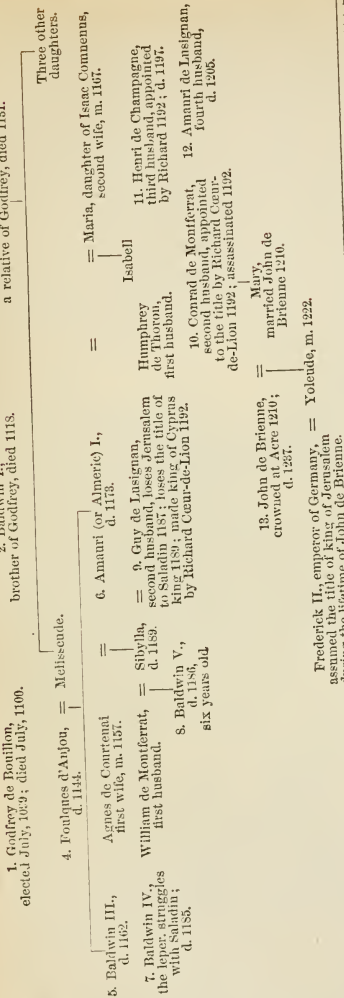 1. Godfrey de Bouillon,
elected July, 1099; died July, 1100.
brother of Godfrey, died 1118.
a relative of Godfrey, died 1131.
4. Foulques d'Anjou,
d. 1144.
= Melissende.
Three other
daughters.
5. Baldwin III.,
d. 1162.
Agnes de Courtenai
first wife, m. 1157.
=
6. Amauri (or Almeric) I.,
d. 1173.
=
= Maria, daughter of Isaac Comnenus,
second wife, m. 1167.
7. Baldwin IV.,
the leper, struggles
with Saladin;
d. 1185.
William de Montferrat,
first husband.
= Sibylla,
d. 1189.
= 9. Guy de Lusignan,
second husband, loses Jerusalem
to Saladin 1187; loses the title of
king 1189; made king of Cyprus
by Richard Cœur-de-Lion 1192.
8. Baldwin V.,
d. 1186,
six years old.
Isabell
Humphrey
de Thoron,
first husband.
10. Conrad de Montferrat,
second husband, appointed
to the title by Richard Cœur-
de-Lion 1192; assassinated 1192.
11. Henri de Champagne,
third husband, appointed
by Richard 1192; d. 1197.
12. Amauri de Lusignan,
fourth husband,
d. 1205.
13. John de Brienne,
crowned at Acre 1210;
d. 1237.
=
Mary,
married John de
Brienne 1210.
Frederick II., emperor of Germany,
assumed the title of king of Jerusalem
during the lifetime of John de Brienne.
= Yolende, m. 1222.